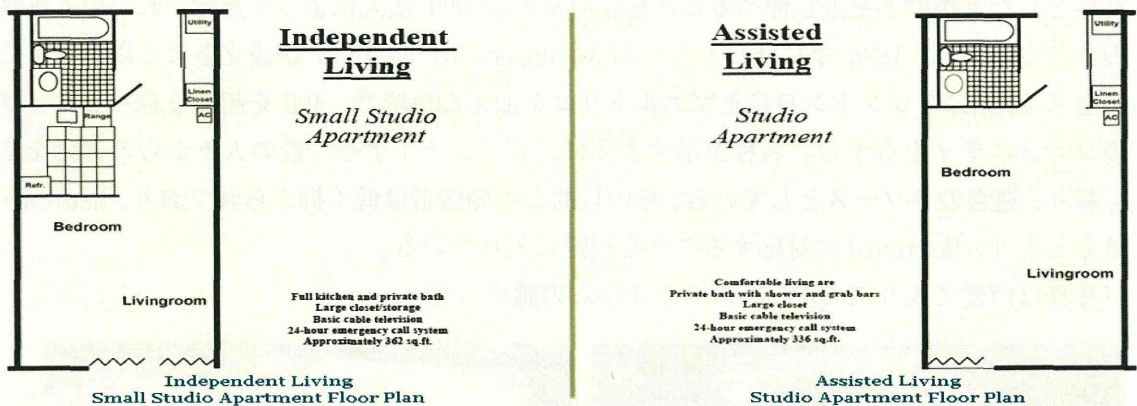 Utility
Linen
Closet
AC
Range
Refr.
Bedroom
Livingroom
Independent
Living
Small Studio
Apartment
Full kitchen and private bath
Large closet/storage
Basic cable television
24-hour emergency call system
Approximately 362 sq.ft.
Independent Living
Small Studio Apartment Floor Plan
Assisted
Living
Studio
Apartment
Comfortable living are
Private bath with shower and grab bars
Large closet
Basic cable television
24-hour emergency call system
Approximately 336 sq.ft.
Utility
Linen
Closet
AC
Bedroom
Livingroom
Assisted Living
Studio Apartment Floor Plan